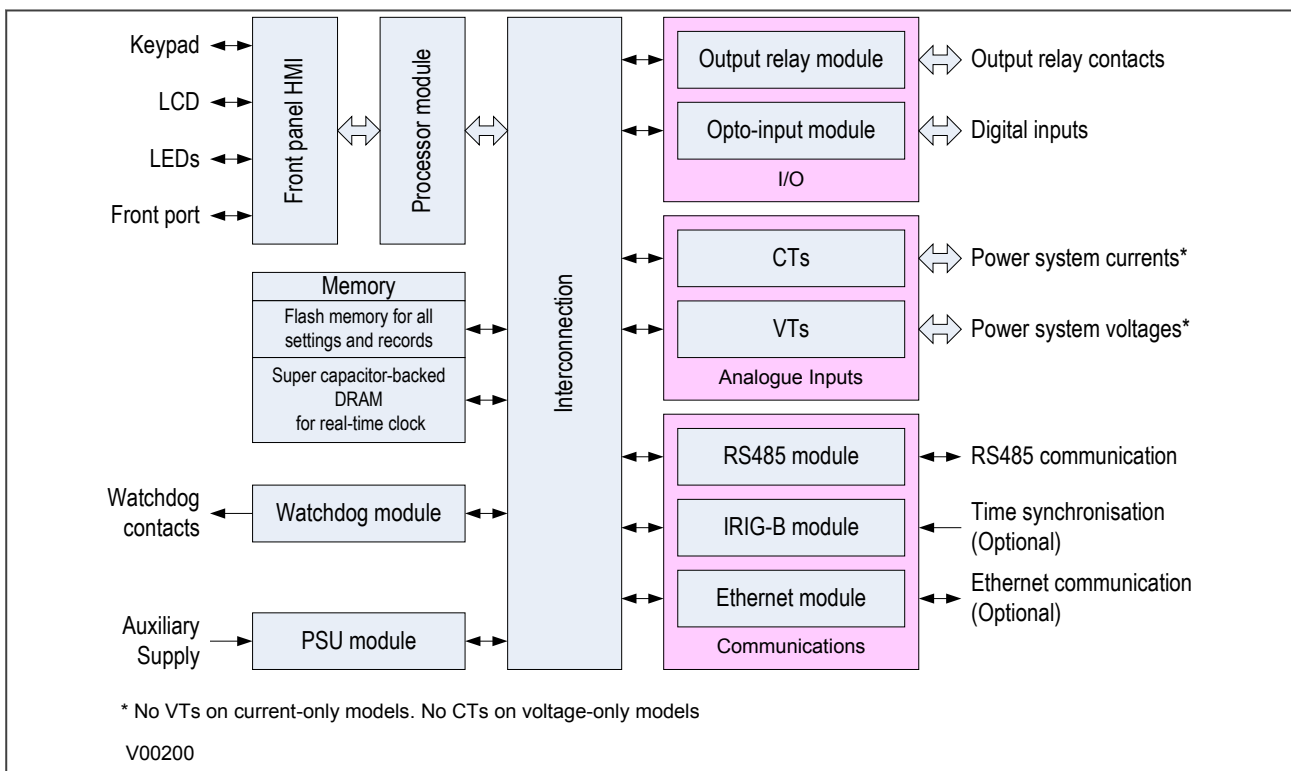 Keypad
LCD
LEDs
Front port
Front panel HMI
Processor module
Memory
Flash memory for all
settings and records
Super capacitor-backed
DRAM
for real-time clock
Watchdog
contacts
Watchdog module
Auxiliary
Supply
PSU module
Interconnection
Output relay module
Output relay contacts
Opto-input module
Digital inputs
I/O
CTs
Power system currents*
VTs
Power system voltages*
Analogue Inputs
RS485 module
RS485 communication
IRIG-B module
Time synchronisation
(Optional)
Ethernet module
Ethernet communication
(Optional)
Communications
* No VTs on current-only models. No CTs on voltage-only models
V00200